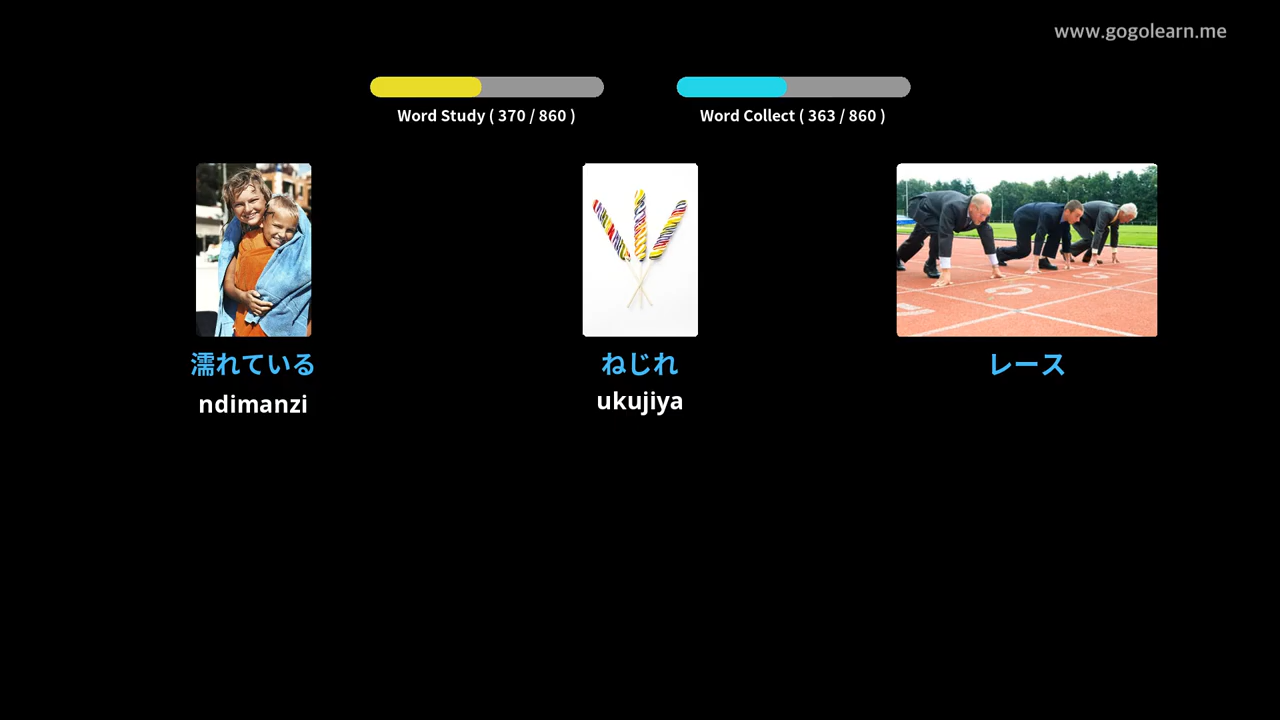 www.gogolearn.me
Word Study ( 370 / 860 )
Word Collect ( 363 / 860 )
濡れている
ndimanzi
ねじれ
ukujiya
レース